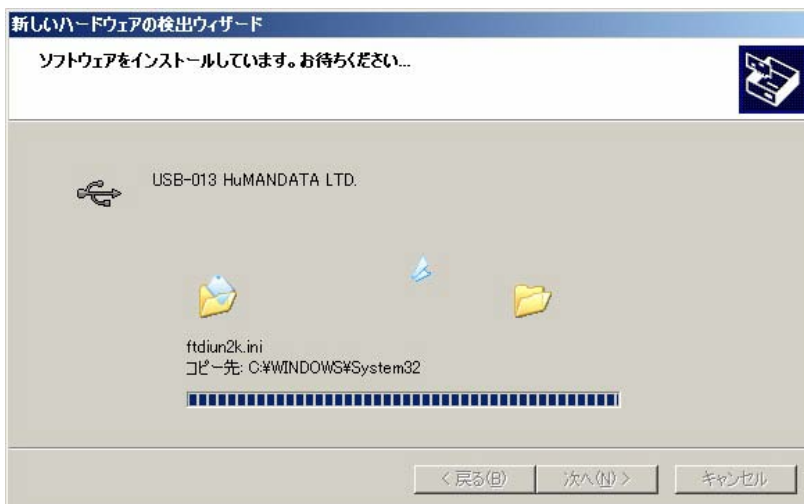 新しいハードウェアの検出ウィザード
ソフトウェアをインストールしています。お待ちください...
USB-013 HuMANDATA LTD.
ftdiun2k.ini
コピー先: C:¥WINDOWS¥System32
< 戻る(B)
次へ(N) >
キャンセル